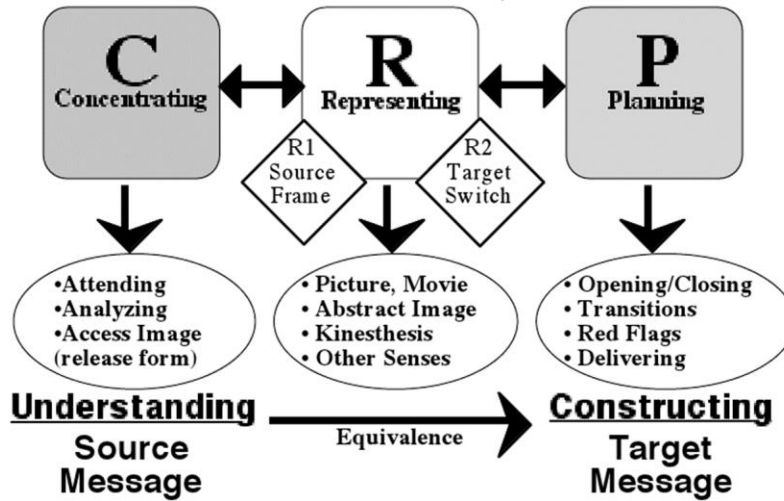 C
Concentrating
R
Representing
P
Planning
R1
Source
Frame
R2
Target
Switch
•Attending
•Analyzing
•Access Image
(release form)
• Picture, Movie
• Abstract Image
• Kinesthesis
• Other Senses
• Opening/Closing
• Transitions
• Red Flags
• Delivering
Understanding
Source
Message
Equivalence
Constructing
Target
Message